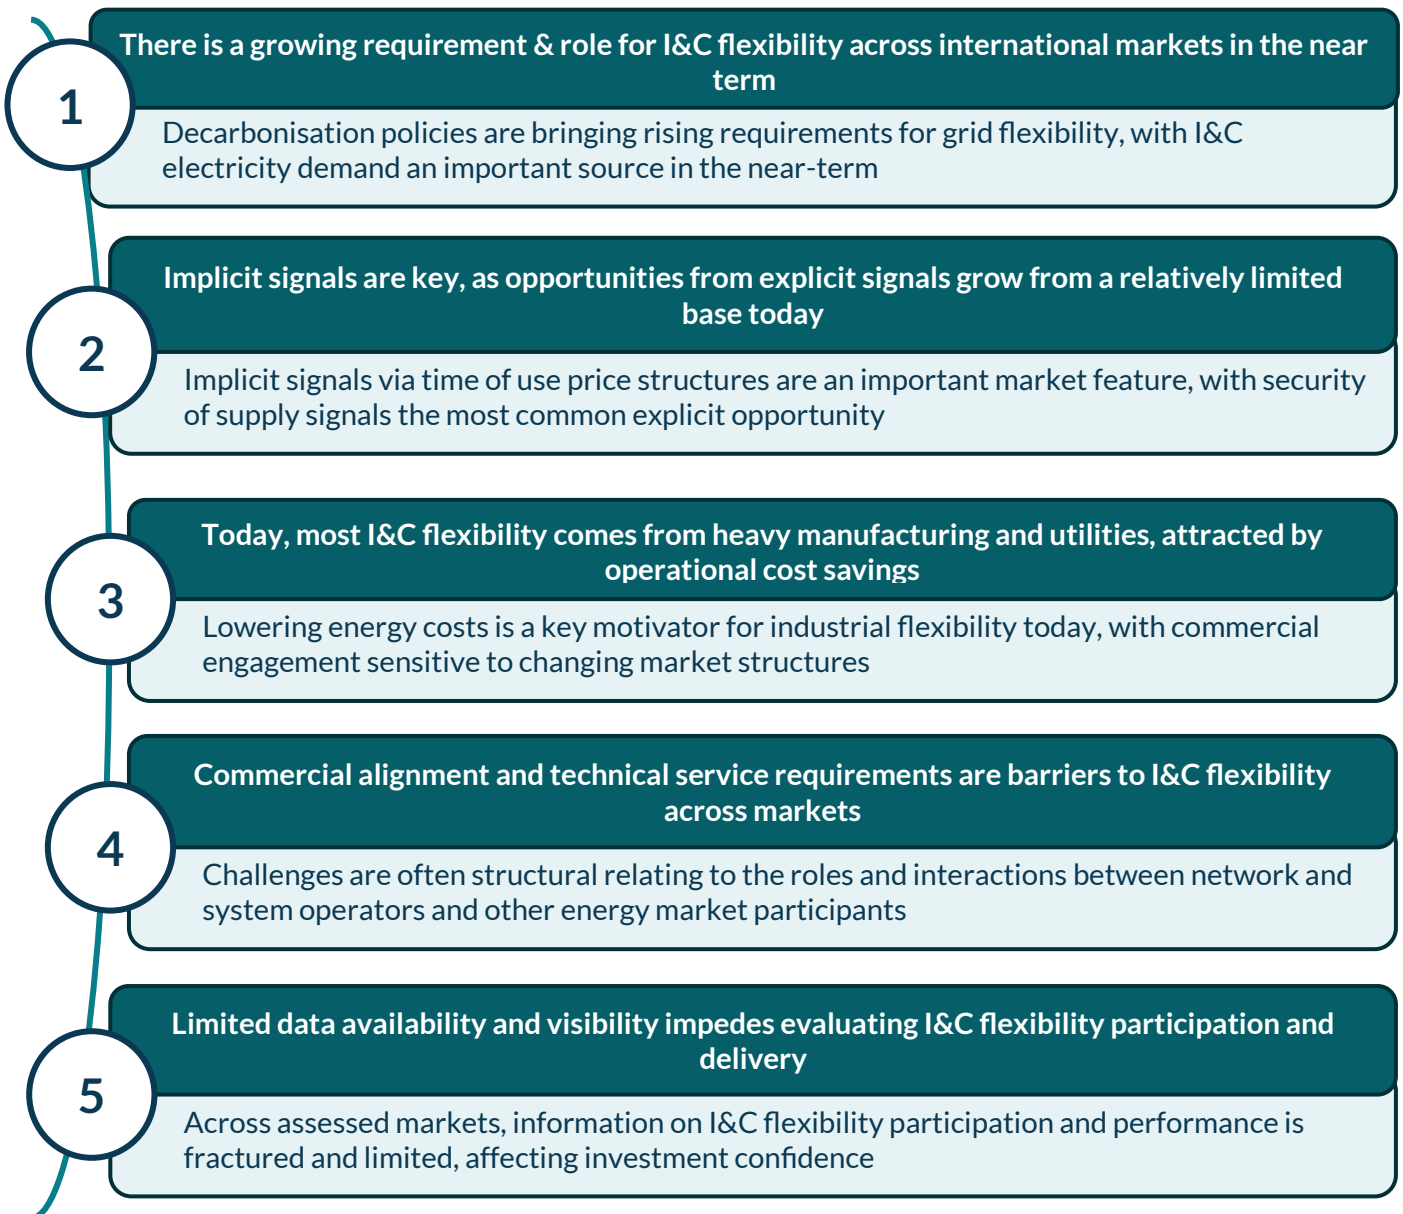 1
There is a growing requirement & role for I&C flexibility across international markets in the near
term
Decarbonisation policies are bringing rising requirements for grid flexibility, with I&C
electricity demand an important source in the near-term
2
Implicit signals are key, as opportunities from explicit signals grow from a relatively limited
base today
Implicit signals via time of use price structures are an important market feature, with security
of supply signals the most common explicit opportunity
3
Today, most I&C flexibility comes from heavy manufacturing and utilities, attracted by
operational cost savings
Lowering energy costs is a key motivator for industrial flexibility today, with commercial
engagement sensitive to changing market structures
4
Commercial alignment and technical service requirements are barriers to I&C flexibility
across markets
Challenges are often structural relating to the roles and interactions between network and
system operators and other energy market participants
5
Limited data availability and visibility impedes evaluating I&C flexibility participation and
delivery
Across assessed markets, information on I&C flexibility participation and performance is
fractured and limited, affecting investment confidence